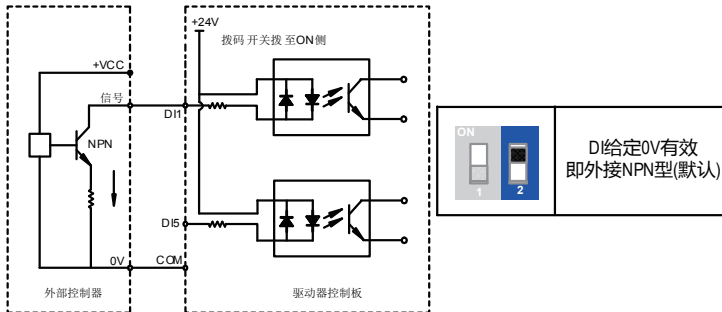 +24V
拨码开关拨至ON侧
+VCC
信号
DI1
NPN
DI5
0V
COM
外部控制器
驱动器控制板
ON
1
2
DI给定0V有效
即外接NPN型(默认)